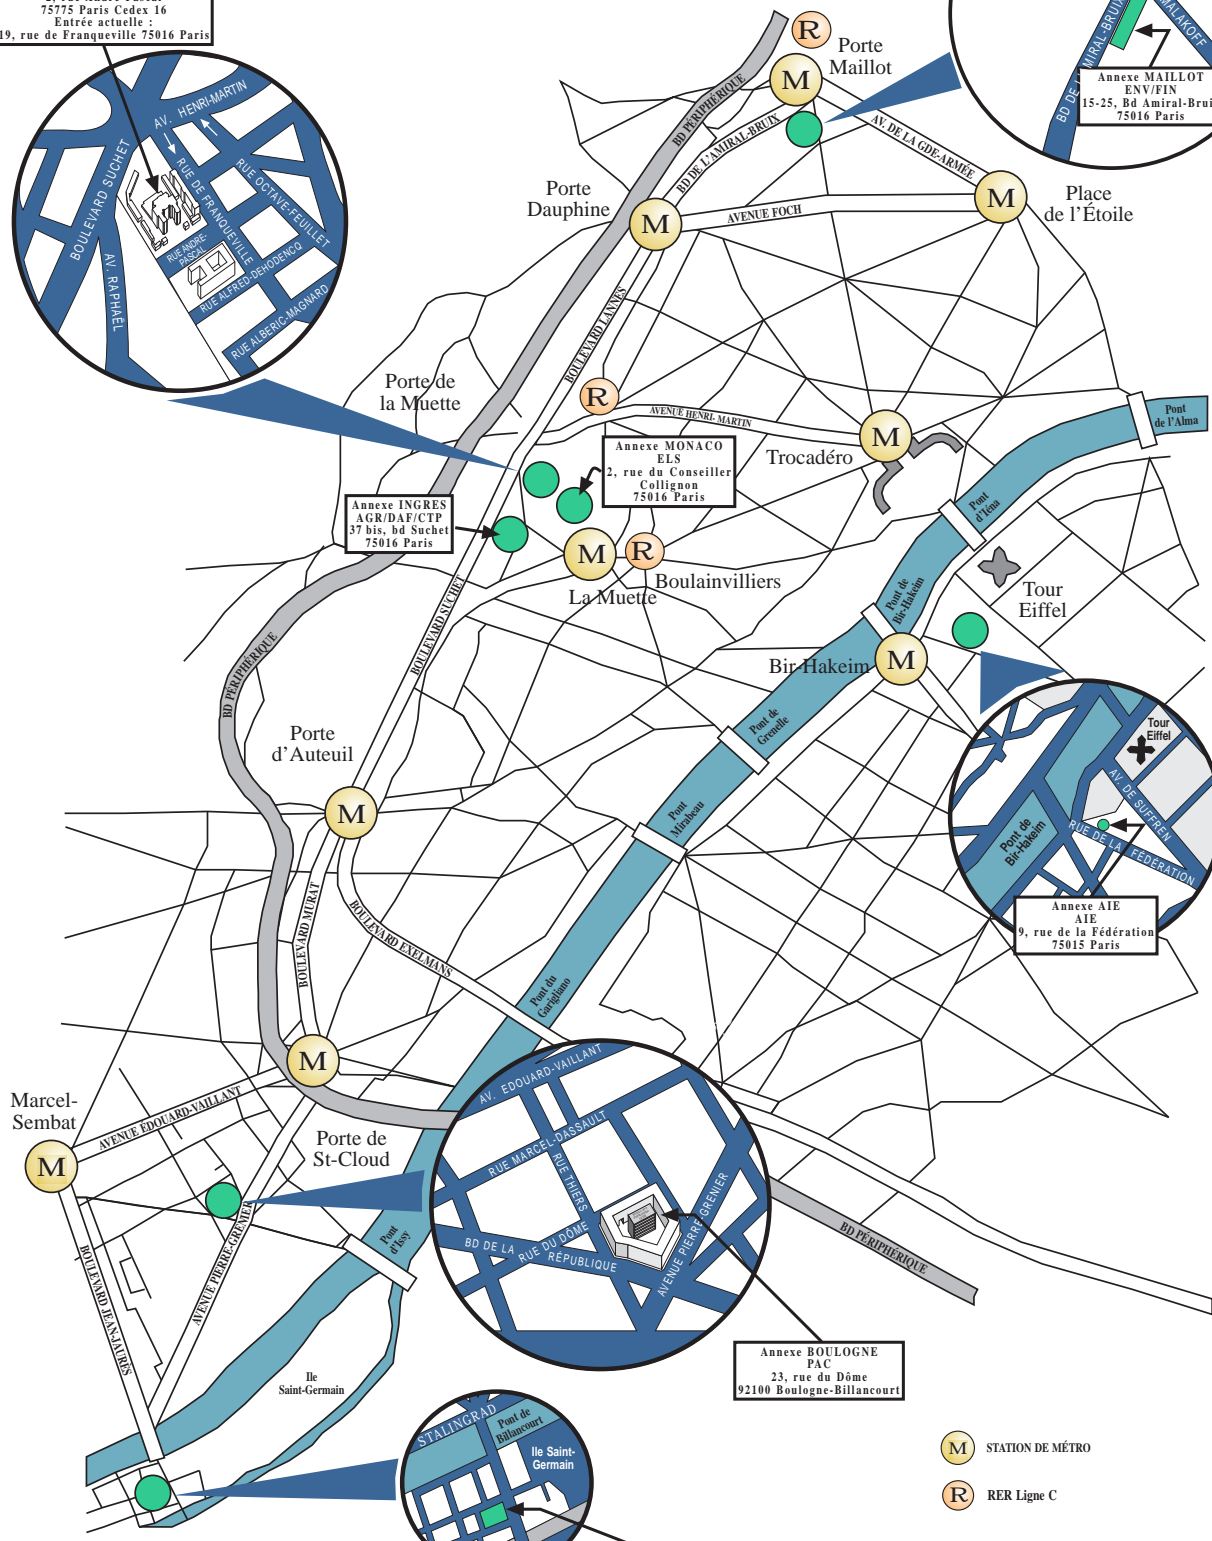 75775 Paris Cedex 16
Entrée actuelle :
19, rue de Franqueville 75016 Paris
AV. HENRI-MARTIN
BOULEVARD SUCHET
RUE DE FRANQUEVILLE
RUE OCTAVE-FEUILLET
RUE ANDRÉ-
PASCAL
AV. RAPHAËL
RUE ALFRED-DEHODENCQ
RUE ALBERIC-MAGNARD
R
Porte
Maillot
M
BD PÉRIPHÉRIQUE
BD DE L'AMIRAL-BRUIX
AV. DE LA GDE-ARMÉE
BD DE L'AMIRAL-BRUIX
MALAKOFF
Annexe MAILLOT
ENV/FIN
15-25, Bd Amiral-Brui
75016 Paris
Porte
Dauphine
M
AVENUE FOCH
M
Place
de l'Étoile
BOULEVARD LANNES
Porte de
la Muette
R
AVENUE HENRI- MARTIN
M
Trocadéro
Pont
de l'Alma
Annexe MONACO
ELS
2, rue du Conseiller
Collignon
75016 Paris
Annexe INGRES
AGR/DAF/CTP
37 bis, bd Suchet
75016 Paris
M
R
Boulainvilliers
La Muette
Pont
d'Iéna
Pont de
Bir-Hakeim
Tour
Eiffel
Bir-Hakeim
M
BOULEVARD SUCHET
BD PÉRIPHÉRIQUE
Pont de
Grenelle
Porte
d'Auteuil
M
Pont
Mirabeau
Tour
Eiffel
AV. DE SUFFREN
RUE DE LA FÉDÉRATION
Pont de
Bir-Hakeim
Annexe AIE
AIE
9, rue de la Fédération
75015 Paris
BOULEVARD MURAT
BOULEVARD EXELMANS
Pont du
Garigliano
M
Marcel-
Sembat
AVENUE ÉDOUARD-VAILLANT
M
Porte de
St-Cloud
AV. EDOUARD-VAILLANT
RUE MARCEL-DASSAULT
RUE THIERS
RUE DU DÔME
BD DE LA RÉPUBLIQUE
AVENUE PIERRE-GRENIER
BD PÉRIPHÉRIQUE
Pont
d'Issy
AVENUE PIERRE-GRENIER
BOULEVARD JEAN-JAURÈS
Ile
Saint-Germain
Annexe BOULOGNE
PAC
23, rue du Dôme
92100 Boulogne-Billancourt
STALINGRAD
Pont de
Billancourt
Ile Saint-
Germain
M STATION DE MÉTRO
R RER Ligne C